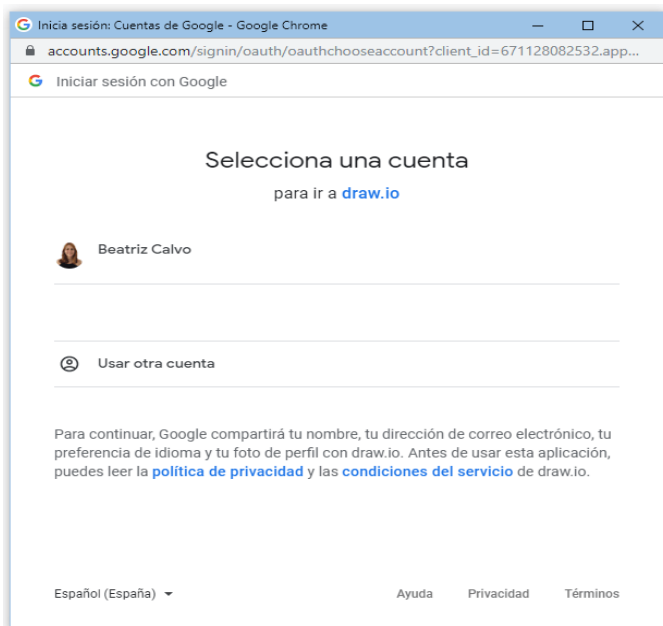 Inicia sesión: Cuentas de Google - Google Chrome
accounts.google.com/signin/oauth/oauthchooseaccount?client_id=671128082532.app...
Iniciar sesión con Google
Selecciona una cuenta
para ir a draw.io
Beatriz Calvo
Usar otra cuenta
Para continuar, Google compartirá tu nombre, tu dirección de correo electrónico, tu
preferencia de idioma y tu foto de perfil con draw.io. Antes de usar esta aplicación,
puedes leer la política de privacidad y las condiciones del servicio de draw.io.
Español (España) Ayuda Privacidad Términos